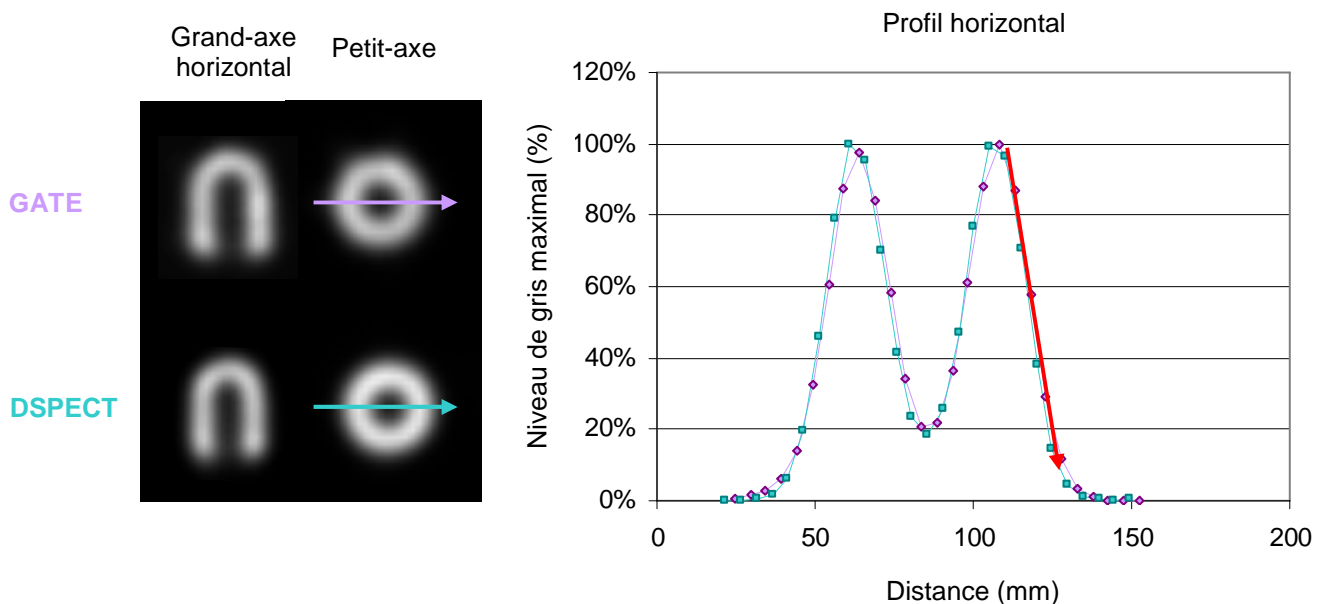 Grand-axe
horizontal
Petit-axe
GATE
DSPECT
Profil horizontal
Niveau de gris maximal (%)
120%
100%
80%
60%
40%
20%
0%
0
50
100
150
200
Distance (mm)